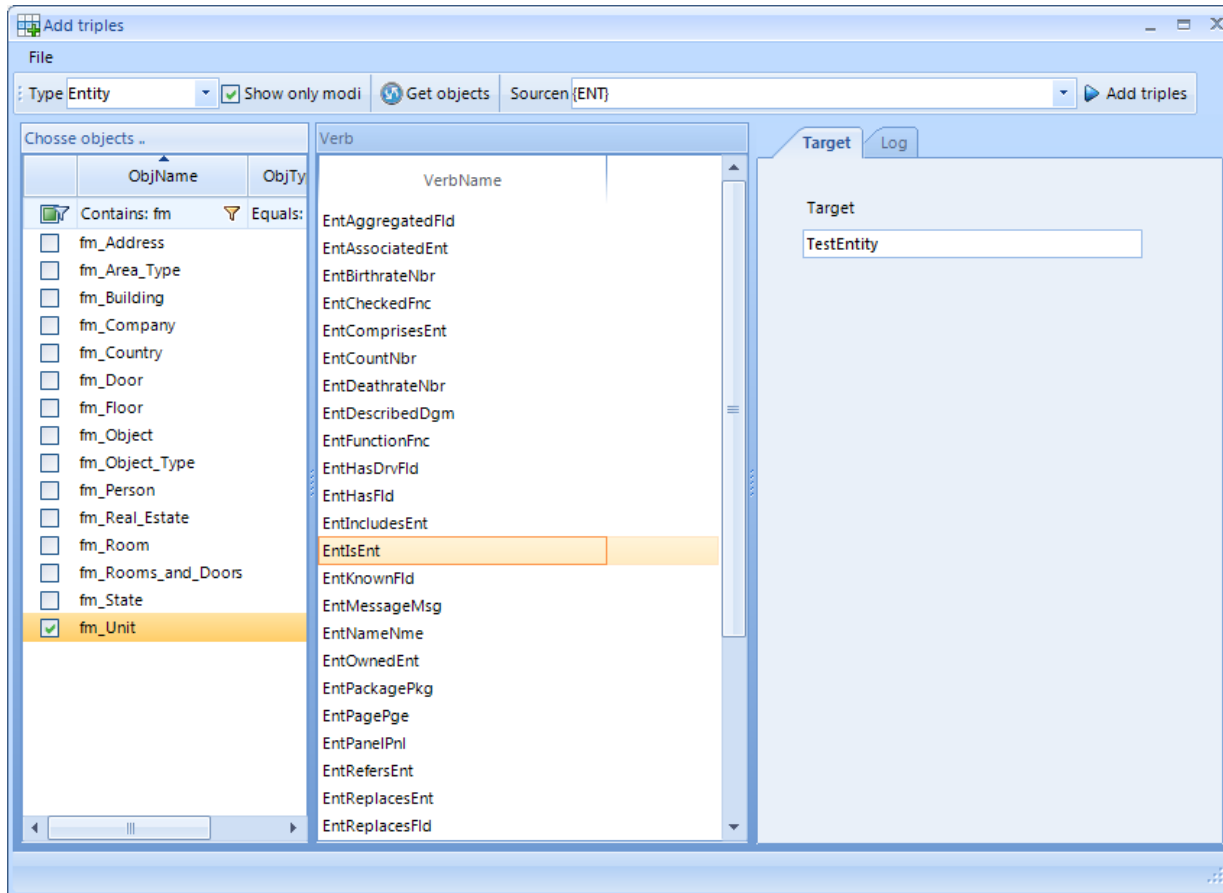 Add triples
File
Type Entity Show only modi Get objects Sourcen {ENT} Add triples
Chosse objects ..
ObjName ObjTy
Contains: fm Equals:
fm_Address
fm_Area_Type
fm_Building
fm_Company
fm_Country
fm_Door
fm_Floor
fm_Object
fm_Object_Type
fm_Person
fm_Real_Estate
fm_Room
fm_Rooms_and_Doors
fm_State
fm_Unit
Verb
VerbName
EntAggregatedFld
EntAssociatedEnt
EntBirthrateNbr
EntCheckedFnc
EntComprisesEnt
EntCountNbr
EntDeathrateNbr
EntDescribedDgm
EntFunctionFnc
EntHasDrvFld
EntHasFld
EntIncludesEnt
EntIsEnt
EntKnownFld
EntMessageMsg
EntNameNme
EntOwnedEnt
EntPackagePkg
EntPagePge
EntPanelPnl
EntRefersEnt
EntReplacesEnt
EntReplacesFld
Target Log
Target
TestEntity